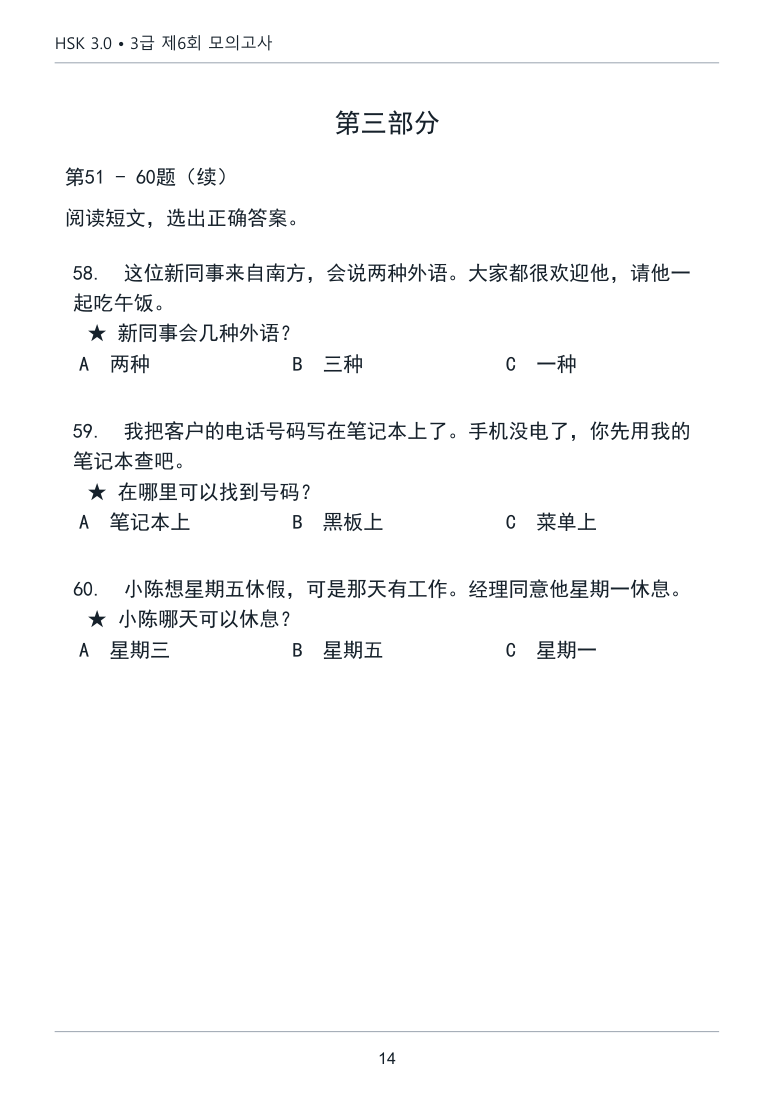 HSK 3.0 • 3급 제6회 모의고사
第三部分
第51 – 60题（续）
阅读短文，选出正确答案。
58. 这位新同事来自南方，会说两种外语。大家都很欢迎他，请他一
起吃午饭。
★ 新同事会几种外语？
A 两种 B 三种 C 一种
59. 我把客户的电话号码写在笔记本上了。手机没电了，你先用我的
笔记本查吧。
★ 在哪里可以找到号码？
A 笔记本上 B 黑板上 C 菜单上
60. 小陈想星期五休假，可是那天有工作。经理同意他星期一休息。
★ 小陈哪天可以休息？
A 星期三 B 星期五 C 星期一
14